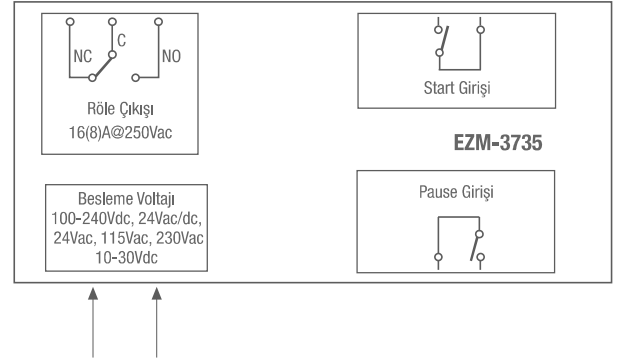 NC
C
NO
Röle Çıkışı
16(8)A@250Vac
Start Girişi
EZM-3735
Besleme Voltajı
100-240Vdc, 24Vac/dc,
24Vac, 115Vac, 230Vac
10-30Vdc
Pause Girişi